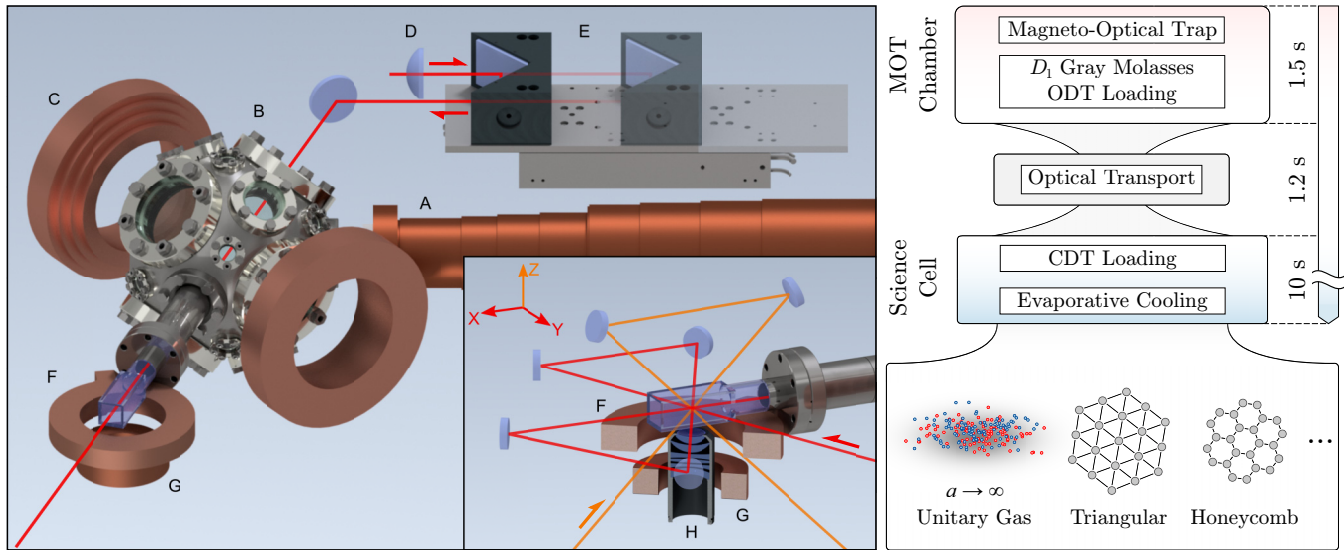 A
B
C
D
E
F
G
Z
X
Y
F
G
H
MOT
Chamber
Magneto-Optical Trap
D₁ Gray Molasses
ODT Loading
1.5 s
Optical Transport
1.2 s
Science
Cell
CDT Loading
Evaporative Cooling
10 s
a → ∞
Unitary Gas
Triangular
Honeycomb
...